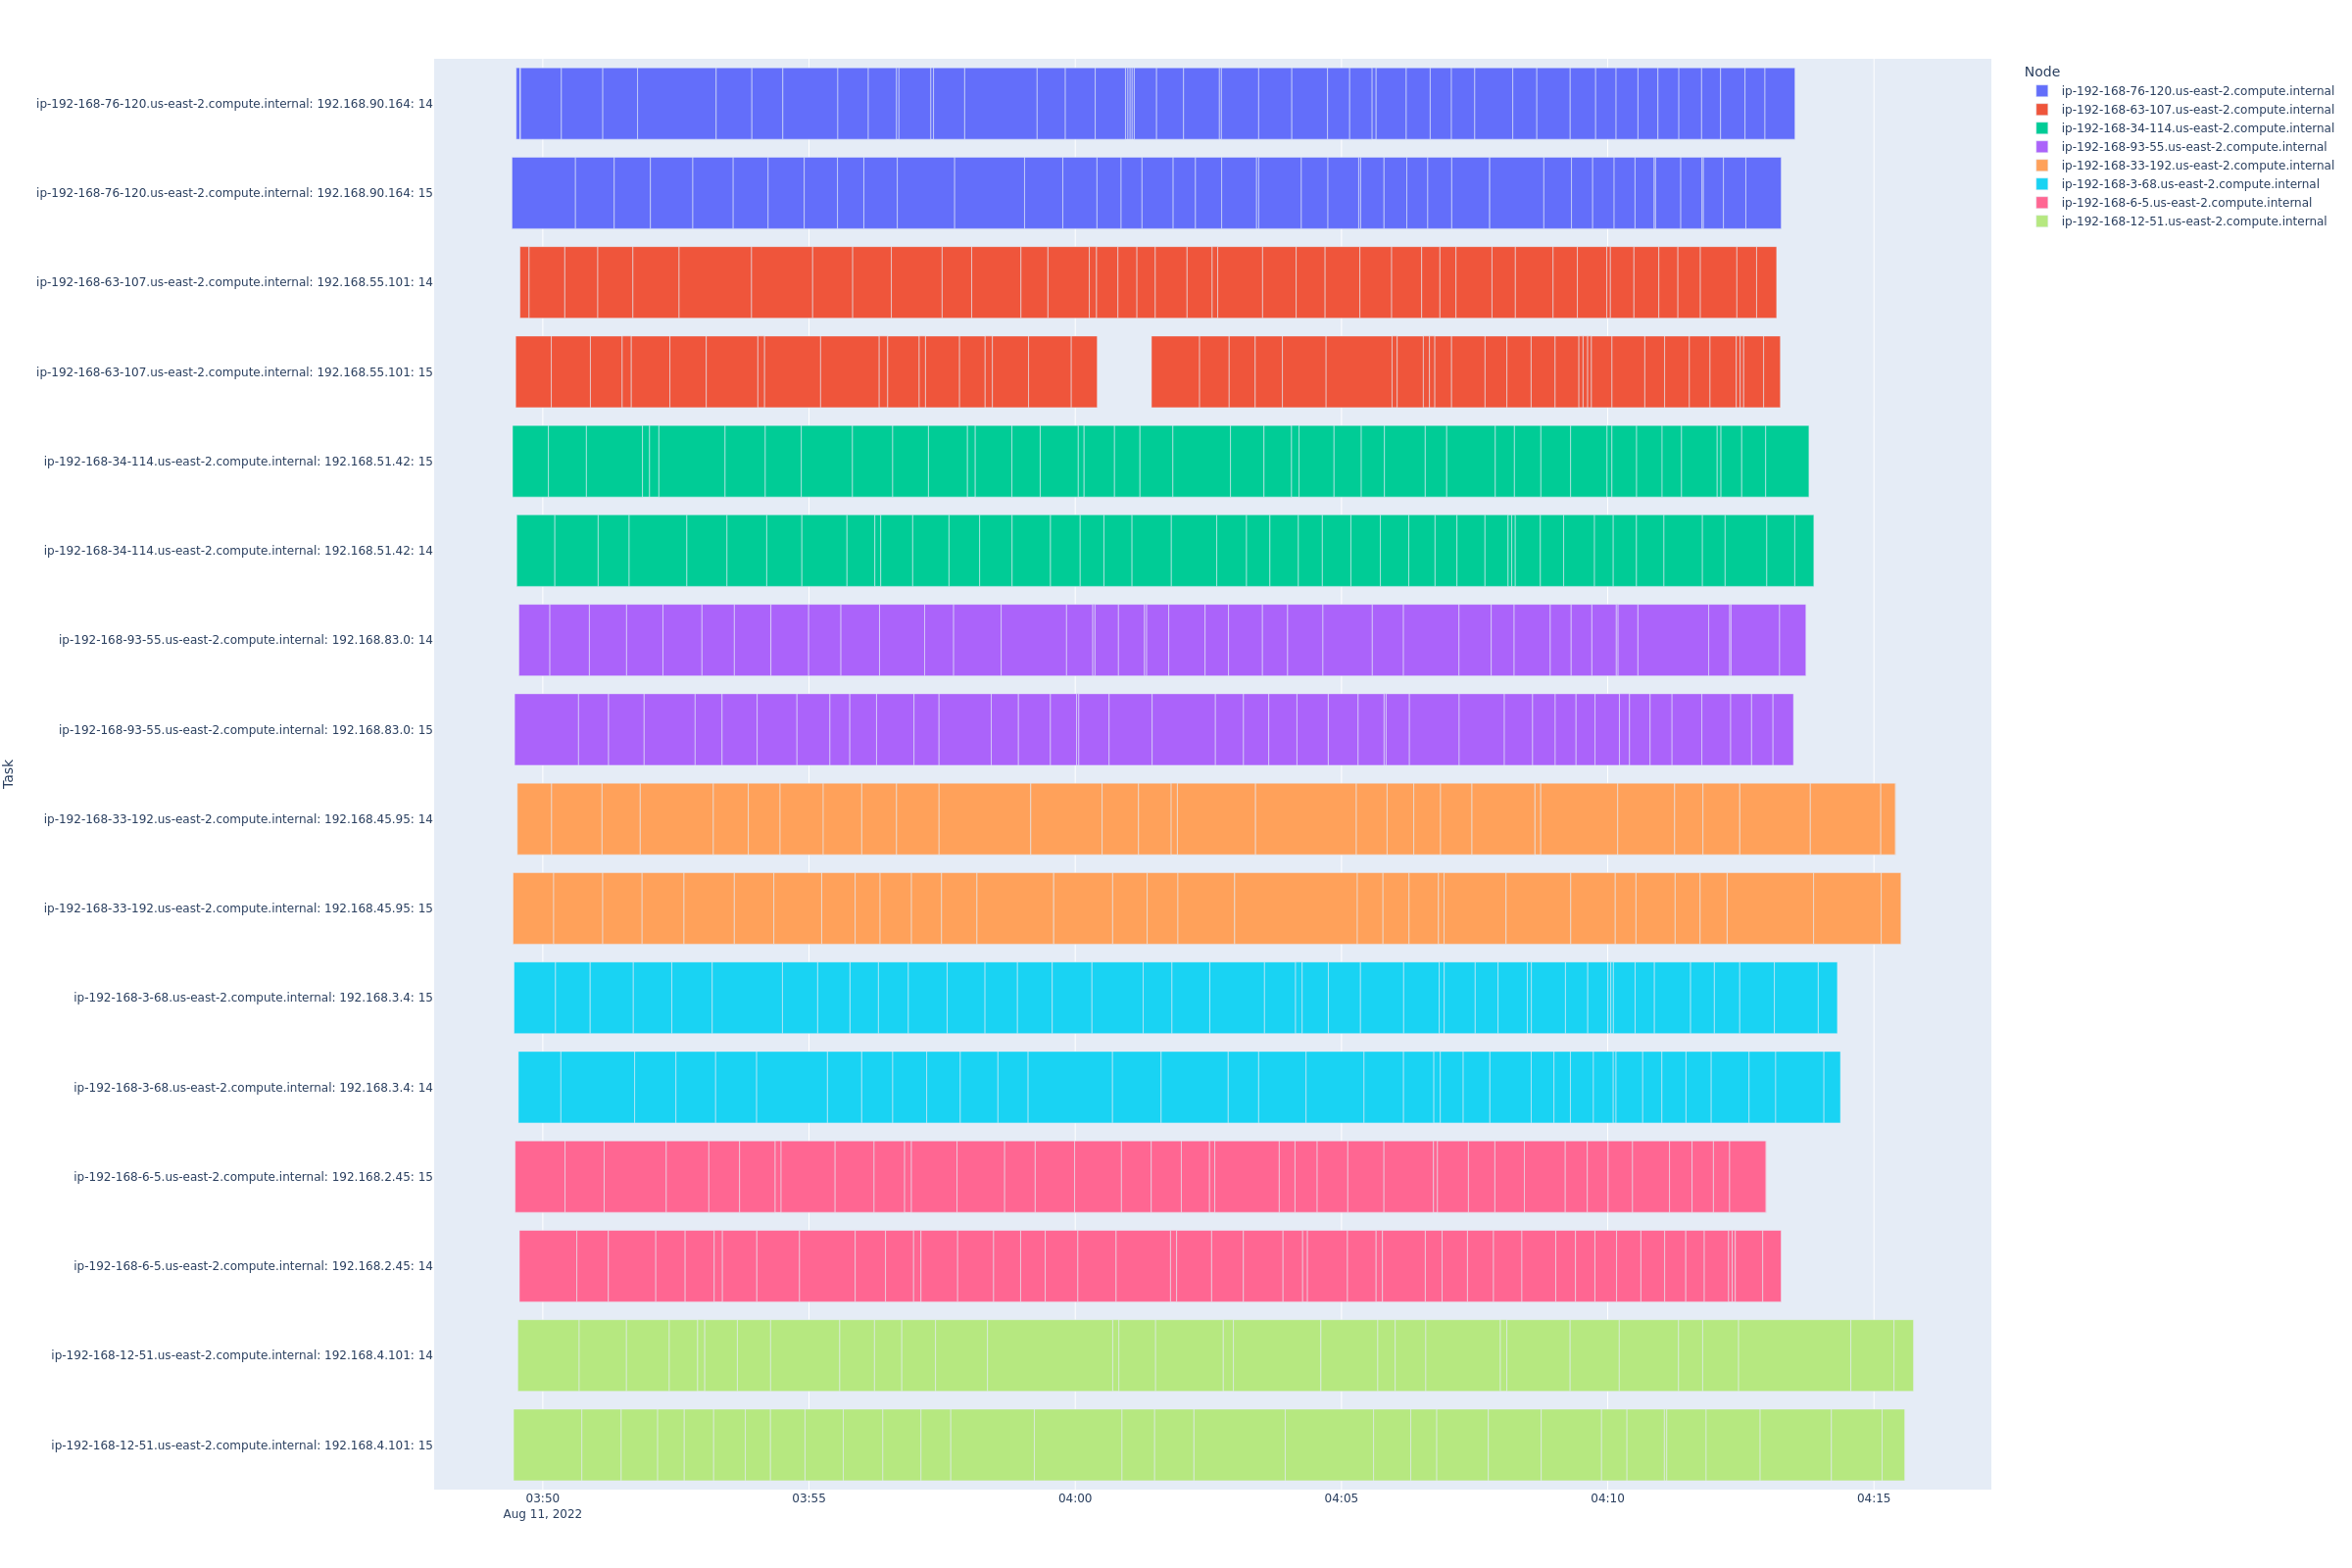 Task
ip-192-168-76-120.us-east-2.compute.internal: 192.168.90.164: 14
ip-192-168-76-120.us-east-2.compute.internal: 192.168.90.164: 15
ip-192-168-63-107.us-east-2.compute.internal: 192.168.55.101: 14
ip-192-168-63-107.us-east-2.compute.internal: 192.168.55.101: 15
ip-192-168-34-114.us-east-2.compute.internal: 192.168.51.42: 15
ip-192-168-34-114.us-east-2.compute.internal: 192.168.51.42: 14
ip-192-168-93-55.us-east-2.compute.internal: 192.168.83.0: 14
ip-192-168-93-55.us-east-2.compute.internal: 192.168.83.0: 15
ip-192-168-33-192.us-east-2.compute.internal: 192.168.45.95: 14
ip-192-168-33-192.us-east-2.compute.internal: 192.168.45.95: 15
ip-192-168-3-68.us-east-2.compute.internal: 192.168.3.4: 15
ip-192-168-3-68.us-east-2.compute.internal: 192.168.3.4: 14
ip-192-168-6-5.us-east-2.compute.internal: 192.168.2.45: 15
ip-192-168-6-5.us-east-2.compute.internal: 192.168.2.45: 14
ip-192-168-12-51.us-east-2.compute.internal: 192.168.4.101: 14
ip-192-168-12-51.us-east-2.compute.internal: 192.168.4.101: 15
03:50 03:55 04:00 04:05 04:10 04:15
Aug 11, 2022
Node
ip-192-168-76-120.us-east-2.compute.internal
ip-192-168-63-107.us-east-2.compute.internal
ip-192-168-34-114.us-east-2.compute.internal
ip-192-168-93-55.us-east-2.compute.internal
ip-192-168-33-192.us-east-2.compute.internal
ip-192-168-3-68.us-east-2.compute.internal
ip-192-168-6-5.us-east-2.compute.internal
ip-192-168-12-51.us-east-2.compute.internal